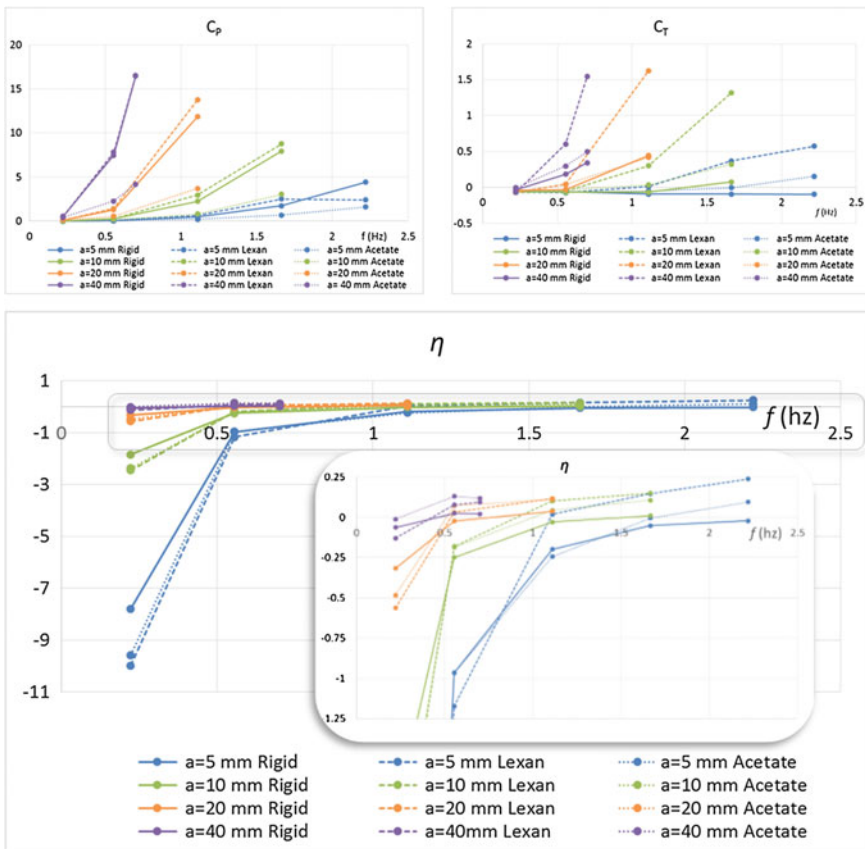 C_P
20
15
10
5
0
0 0.5 1 1.5 2 2.5
f (Hz)
a=5 mm Rigid a=5 mm Lexan a=5 mm Acetate
a=10 mm Rigid a=10 mm Lexan a=10 mm Acetate
a=20 mm Rigid a=20 mm Lexan a=20 mm Acetate
a=40 mm Rigid a=40 mm Lexan a= 40 mm Acetate
C_T
2
1.5
1
0.5
0
-0.5
0 0.5 1 1.5 2 2.5
f (Hz)
a=5 mm Rigid a=5 mm Lexan a=5 mm Acetate
a=10 mm Rigid a=10 mm Lexan a=10 mm Acetate
a=20 mm Rigid a=20 mm Lexan a=20 mm Acetate
a=40 mm Rigid a=40 mm Lexan a=40 mm Acetate
η
1
-1
-3
-5
-7
-9
-11
0 0.5 1 1.5 2 2.5
f (hz)
η
0.25
0
-0.25
-0.5
-0.75
-1
1.25
0 0.5 1 1.5 2 2.5
f (hz)
a=5 mm Rigid a=5 mm Lexan a=5 mm Acetate
a=10 mm Rigid a=10 mm Lexan a=10 mm Acetate
a=20 mm Rigid a=20 mm Lexan a=20 mm Acetate
a=40 mm Rigid a=40mm Lexan a=40 mm Acetate